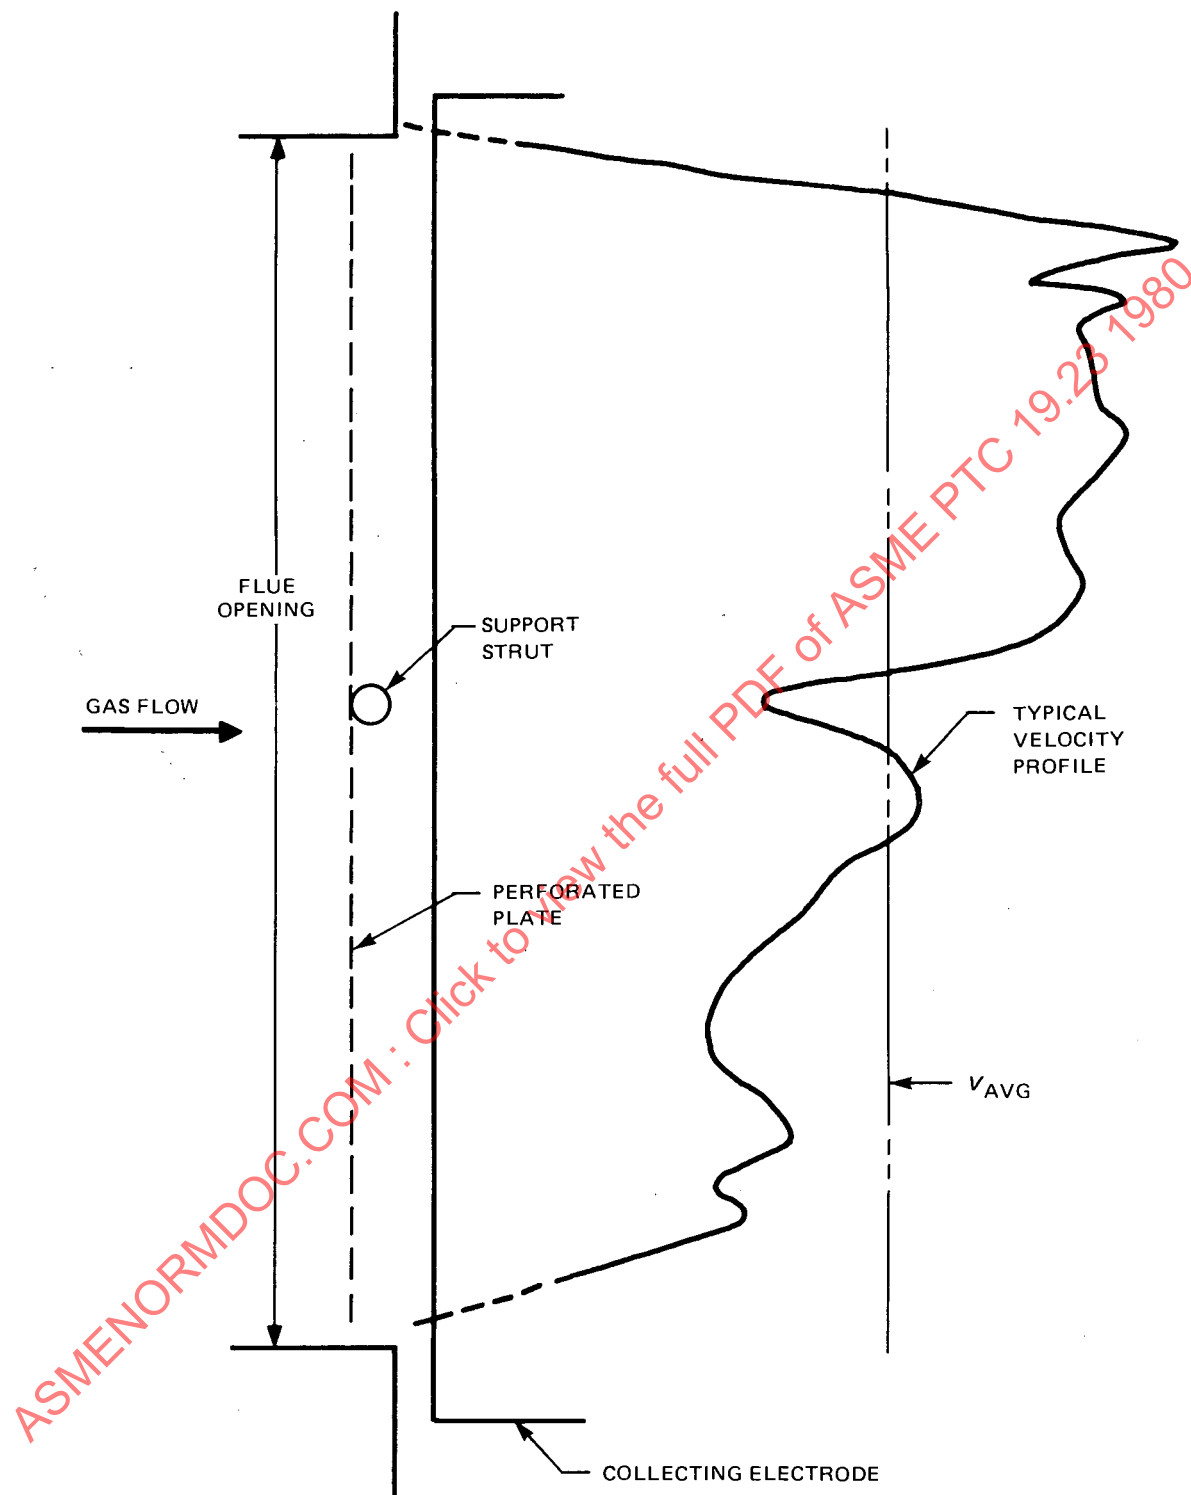 FLUE
OPENING
SUPPORT
STRUT
GAS FLOW
TYPICAL
VELOCITY
PROFILE
PERFORATED
PLATE
VAVG
COLLECTING ELECTRODE
ASMENORMDOC.COM : Click to view the full PDF of ASME PTC 19.23 1980